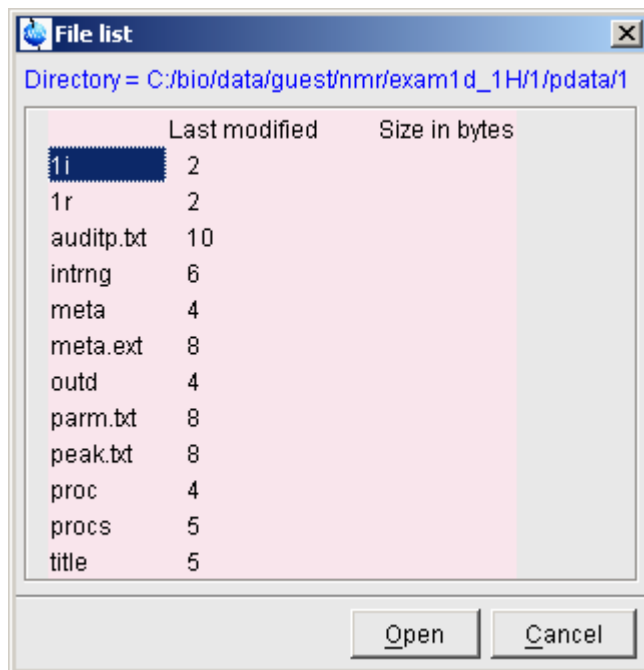 File list
Directory = C:/bio/data/guest/nmr/exam1d_1H/1/pdata/1
Last modified Size in bytes
1i 2
1r 2
auditp.txt 10
intrng 6
meta 4
meta.ext 8
outd 4
parm.txt 8
peak.txt 8
proc 4
procs 5
title 5
Open Cancel